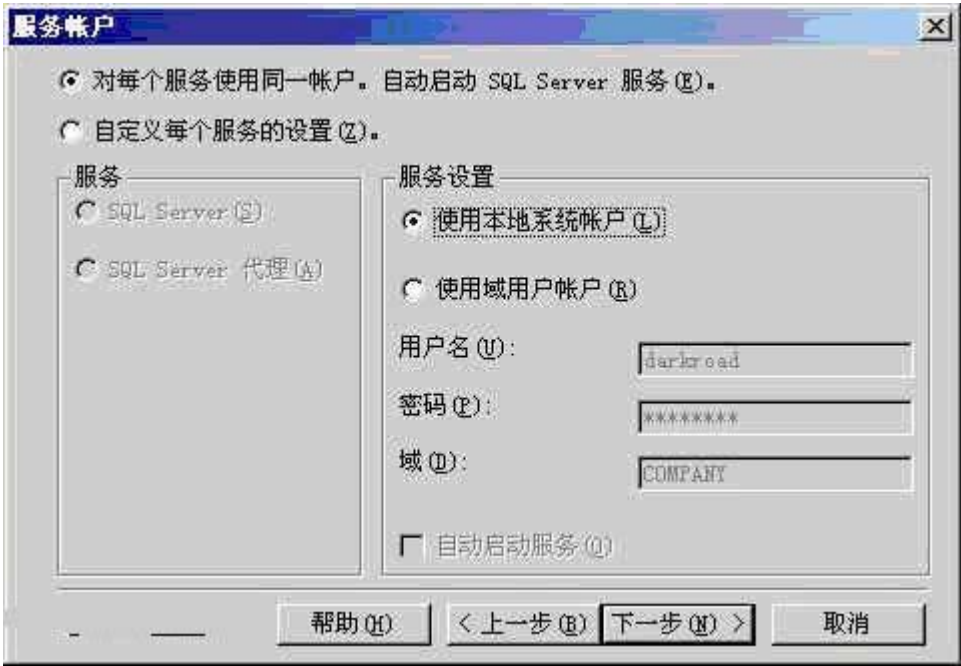 服务帐户
对每个服务使用同一帐户。自动启动 SQL Server 服务(E)。
自定义每个服务的设置(Z)。
服务
SQL Server(S)
SQL Server 代理(A)
服务设置
使用本地系统帐户(L)
使用域用户帐户(R)
用户名(U):
darkroad
密码(P):
********
域(D):
COMPANY
自动启动服务(O)
帮助(H)
< 上一步(B)
下一步(N) >
取消